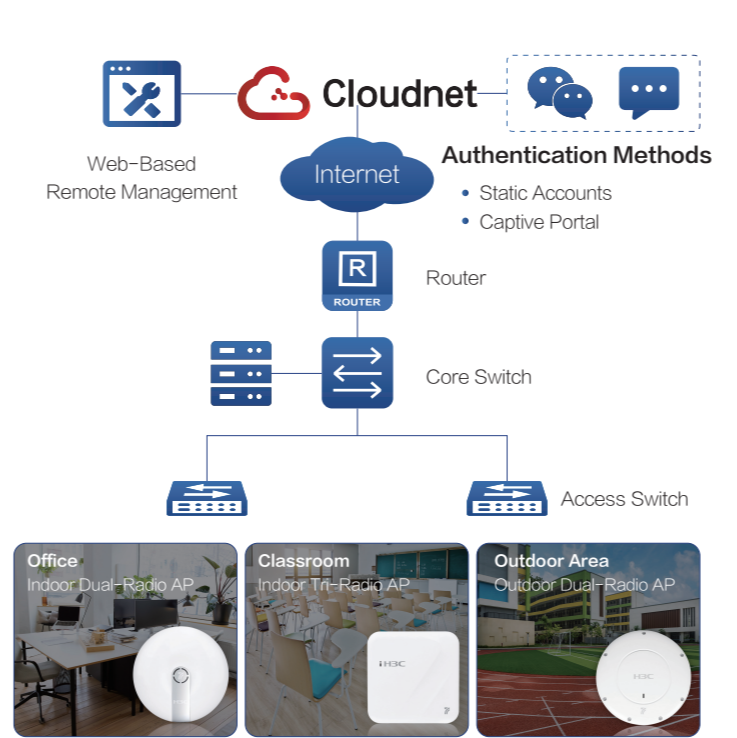 Cloudnet
Web-Based
Remote Management
Internet
Authentication Methods
• Static Accounts
• Captive Portal
R
ROUTER
Router
Core Switch
Access Switch
Office
Indoor Dual-Radio AP
Classroom
Indoor Tri-Radio AP
H3C
Outdoor Area
Outdoor Dual-Radio AP
H3C